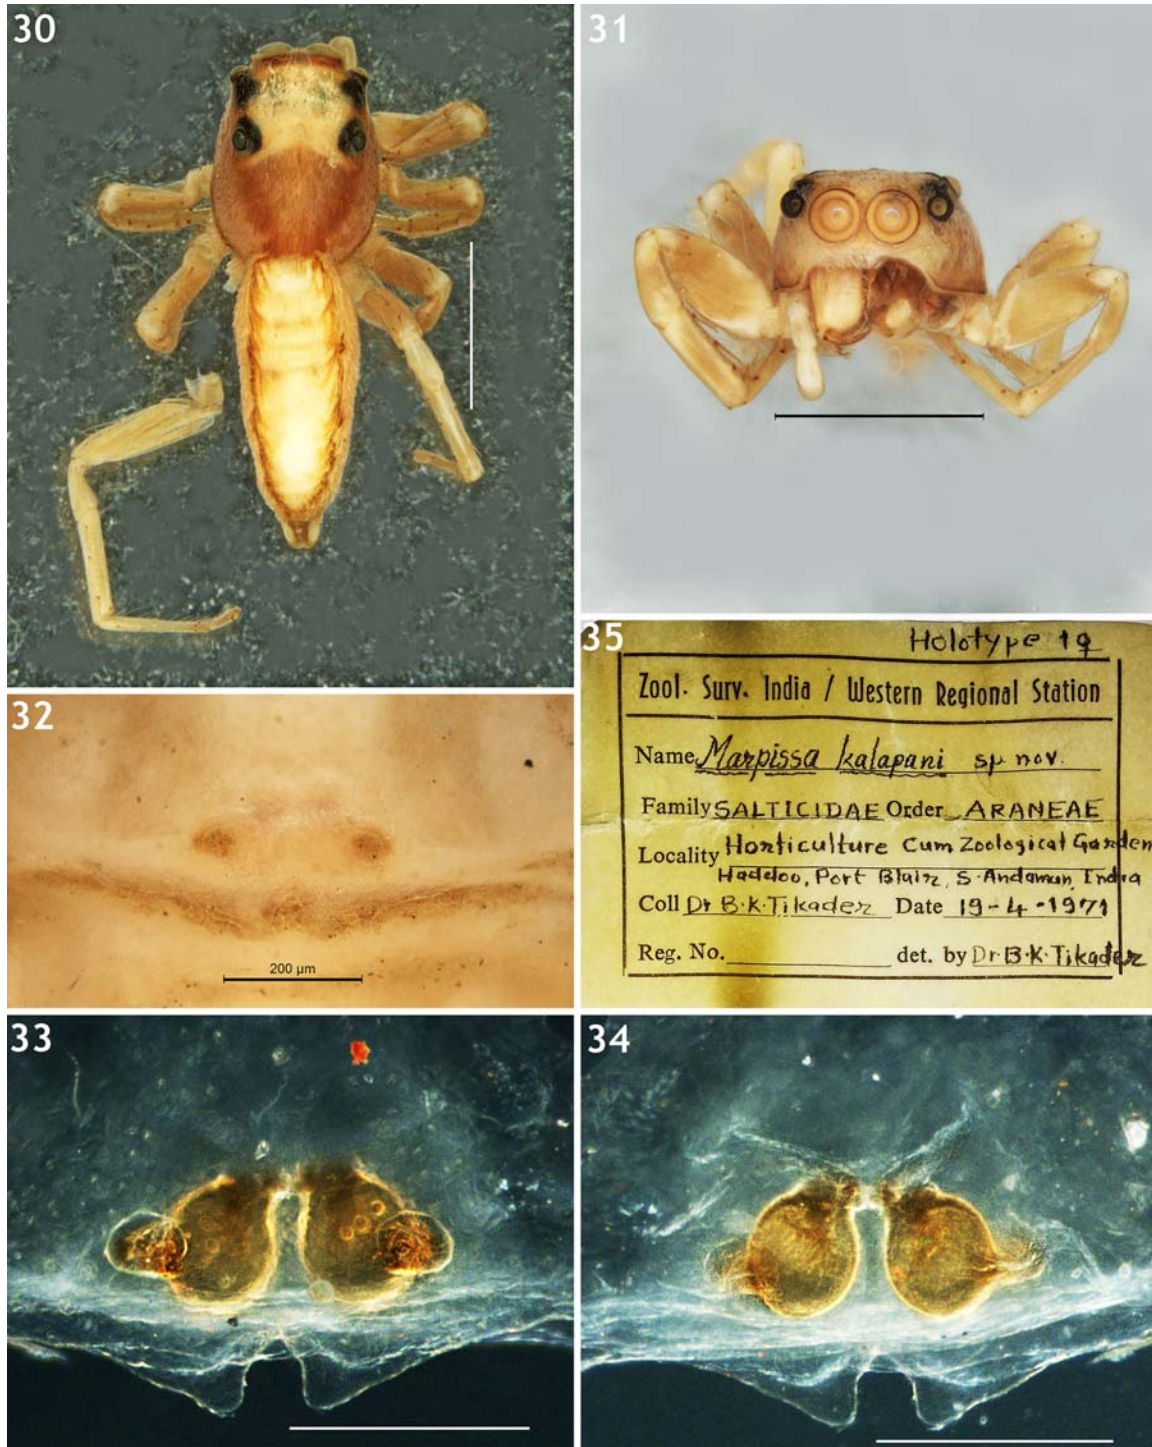 30
31
35
Holotype 1♀
Zool. Surv. India / Western Regional Station
Name Marpissa kalapani sp nov.
Family SALTICIDAE Order ARANEAE
Locality Horticulture Cum Zoological Garden
Hadeloo, Port Blair, S. Andaman, India
Coll Dr B.K.Tikader Date 19-4-1971
Reg. No. det. by Dr.B.K.Tikader
32
200 µm
33
34